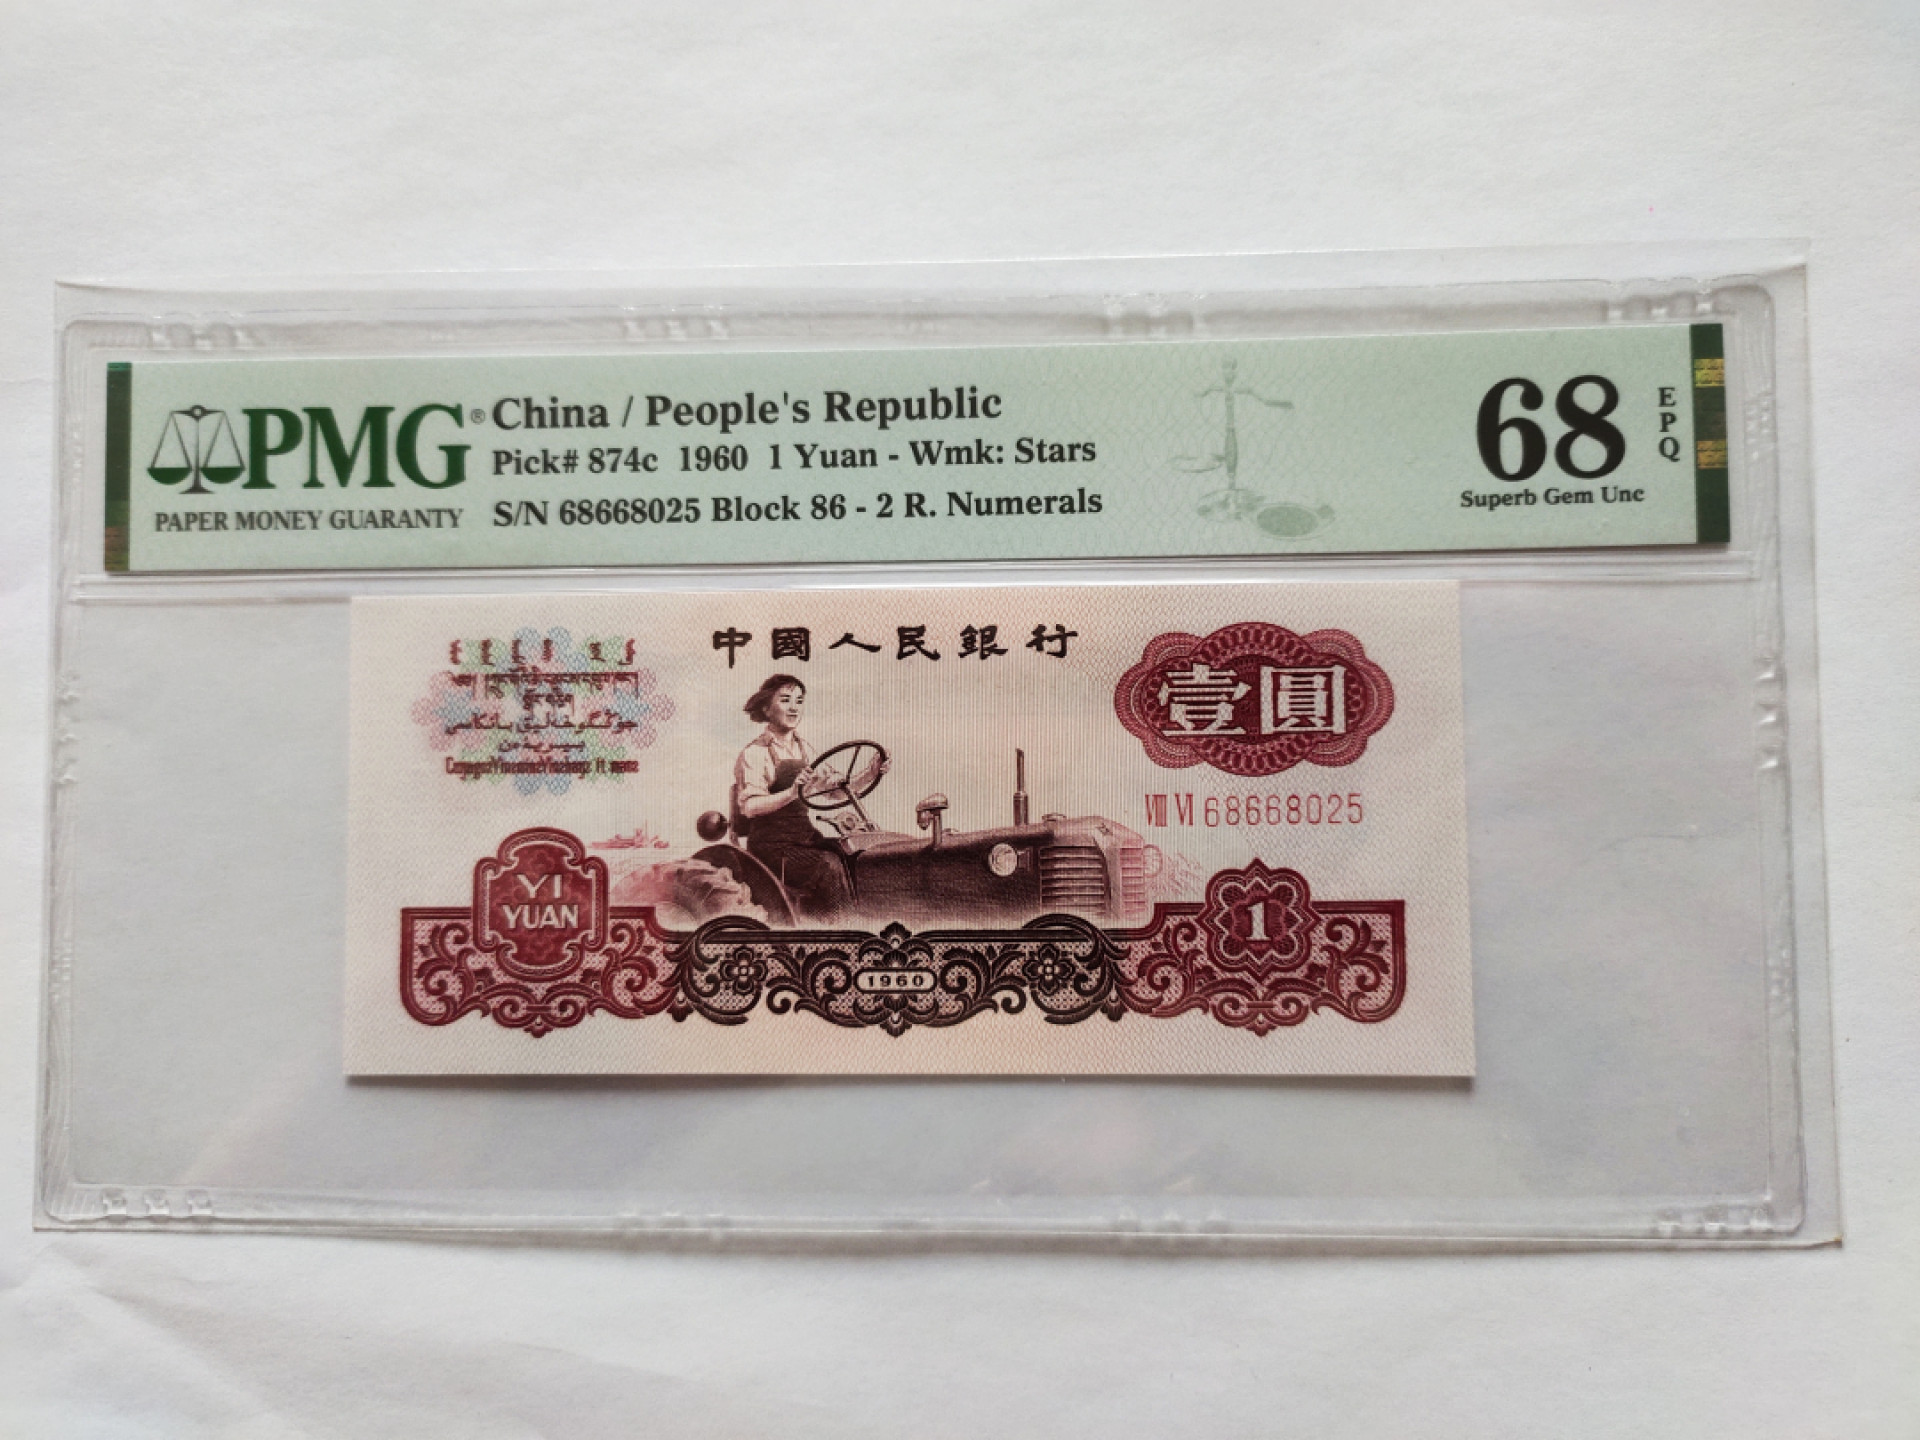 PMG®
PAPER MONEY GUARANTY
China / People's Republic
Pick# 874c 1960 1 Yuan - Wmk: Stars
S/N 68668025 Block 86 - 2 R. Numerals
68
EPQ
Superb Gem Unc
中國人民銀行
壹圓
VIII VI 68668025
YI
YUAN
1
1960